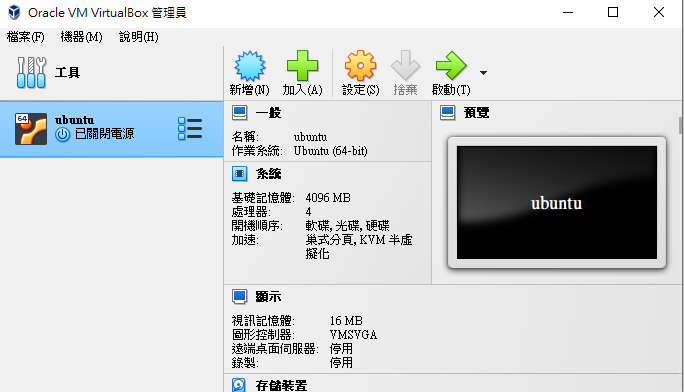 Oracle VM VirtualBox 管理員
檔案(F) 機器(M) 說明(H)
工具
新增(N) 加入(A) 設定(S) 捨棄 啟動(T)
64
ubuntu
已關閉電源
一般
名稱: ubuntu
作業系統: Ubuntu (64-bit)
預覽
ubuntu
系統
基礎記憶體: 4096 MB
處理器: 4
開機順序: 軟碟, 光碟, 硬碟
加速: 巢式分頁, KVM 半虛
擬化
顯示
視訊記憶體: 16 MB
圖形控制器: VMSVGA
遠端桌面伺服器: 停用
錄製: 停用
存儲裝置